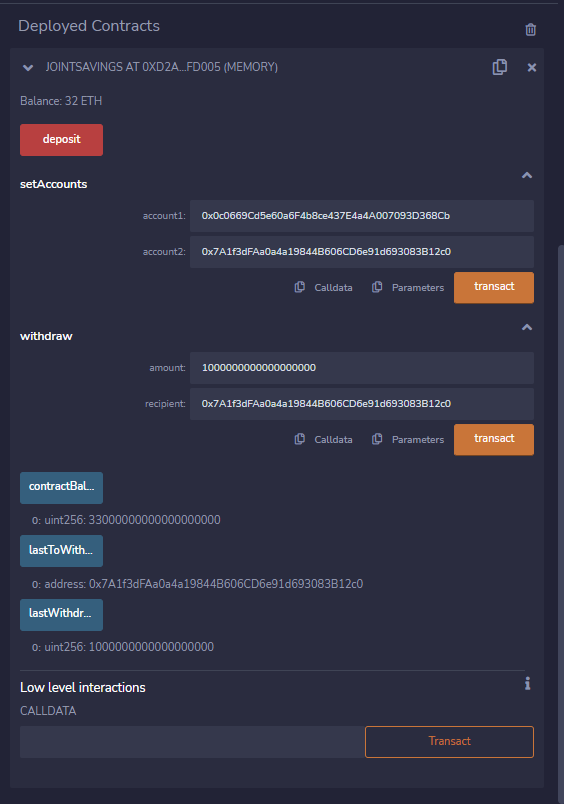 Deployed Contracts
JOINTSAVINGS AT 0XD2A...FD005 (MEMORY)
Balance: 32 ETH
deposit
setAccounts
account1: 0x0c0669Cd5e60a6F4b8ce437E4a4A007093D368Cb
account2: 0x7A1f3dFAa0a4a19844B606CD6e91d693083B12c0
Calldata Parameters transact
withdraw
amount: 1000000000000000000
recipient: 0x7A1f3dFAa0a4a19844B606CD6e91d693083B12c0
Calldata Parameters transact
contractBal...
0: uint256: 33000000000000000000
lastToWith...
0: address: 0x7A1f3dFAa0a4a19844B606CD6e91d693083B12c0
lastWithdr...
0: uint256: 1000000000000000000
Low level interactions
CALLDATA
Transact